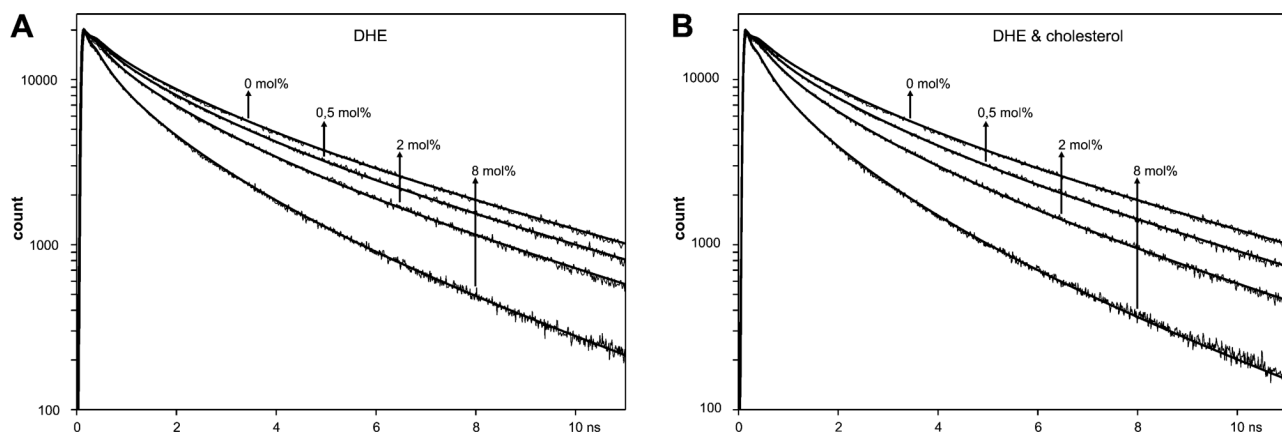 A
DHE
10000
0 mol%
0,5 mol%
2 mol%
8 mol%
count
1000
100
0
2
4
6
8
10 ns
B
DHE & cholesterol
10000
0 mol%
0,5 mol%
2 mol%
8 mol%
count
1000
100
0
2
4
6
8
10 ns